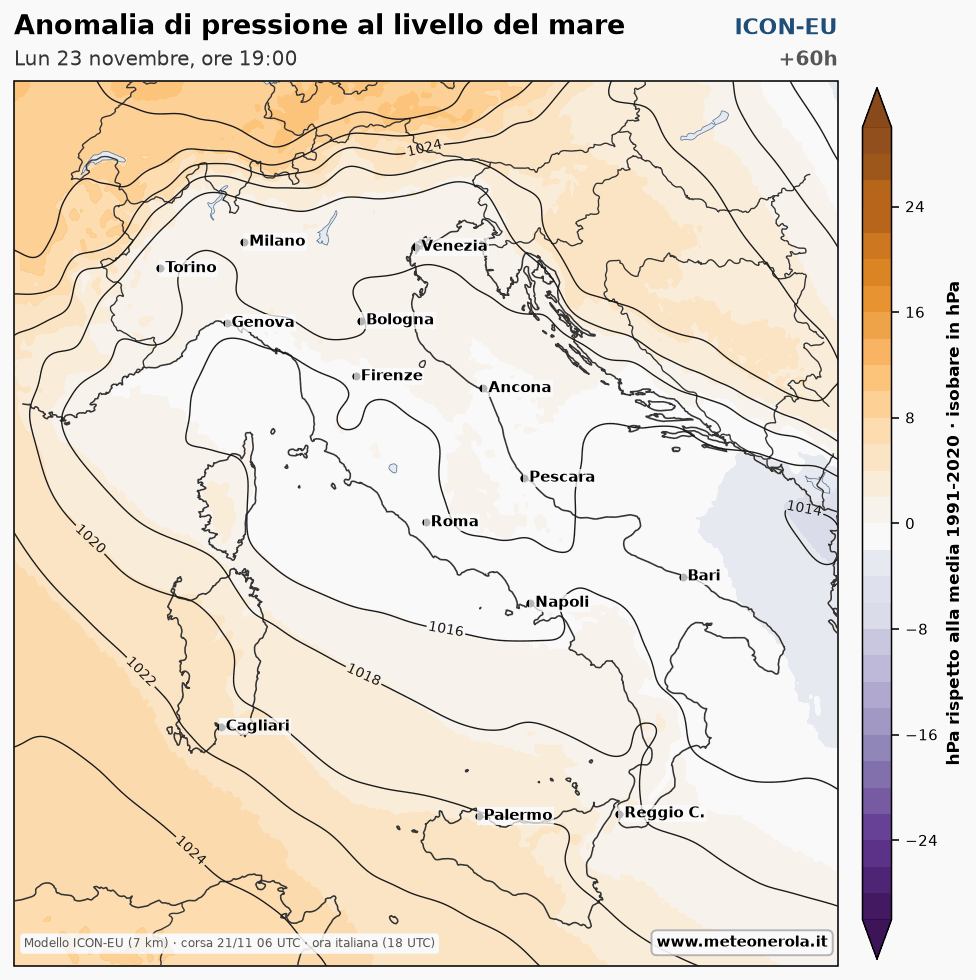 Anomalia di pressione al livello del mare
ICON-EU
Lun 23 novembre, ore 19:00
+60h
1024
Milano
Venezia
Torino
Genova
Bologna
Firenze
Ancona
Pescara
1014
Roma
1020
Bari
Napoli
1016
1022
1018
Cagliari
Palermo
Reggio C.
1024
Modello ICON-EU (7 km) · corsa 21/11 06 UTC · ora italiana (18 UTC)
www.meteonerola.it
24
16
8
0
−8
−16
−24
hPa rispetto alla media 1991-2020 · isobare in hPa